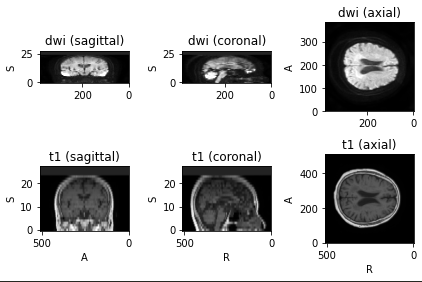 dwi (sagittal)
dwi (coronal)
dwi (axial)
S
25
0
200
0
S
25
0
200
0
A
300
200
100
0
200
0
t1 (sagittal)
t1 (coronal)
t1 (axial)
S
20
10
0
500
0
A
S
20
10
0
500
0
R
A
400
200
0
500
0
R